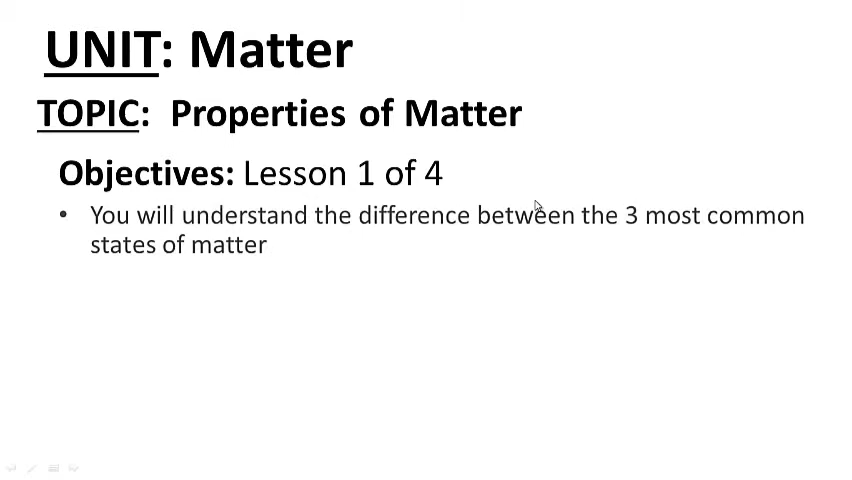 UNIT: Matter
TOPIC: Properties of Matter
Objectives: Lesson 1 of 4
• You will understand the difference between the 3 most common
states of matter